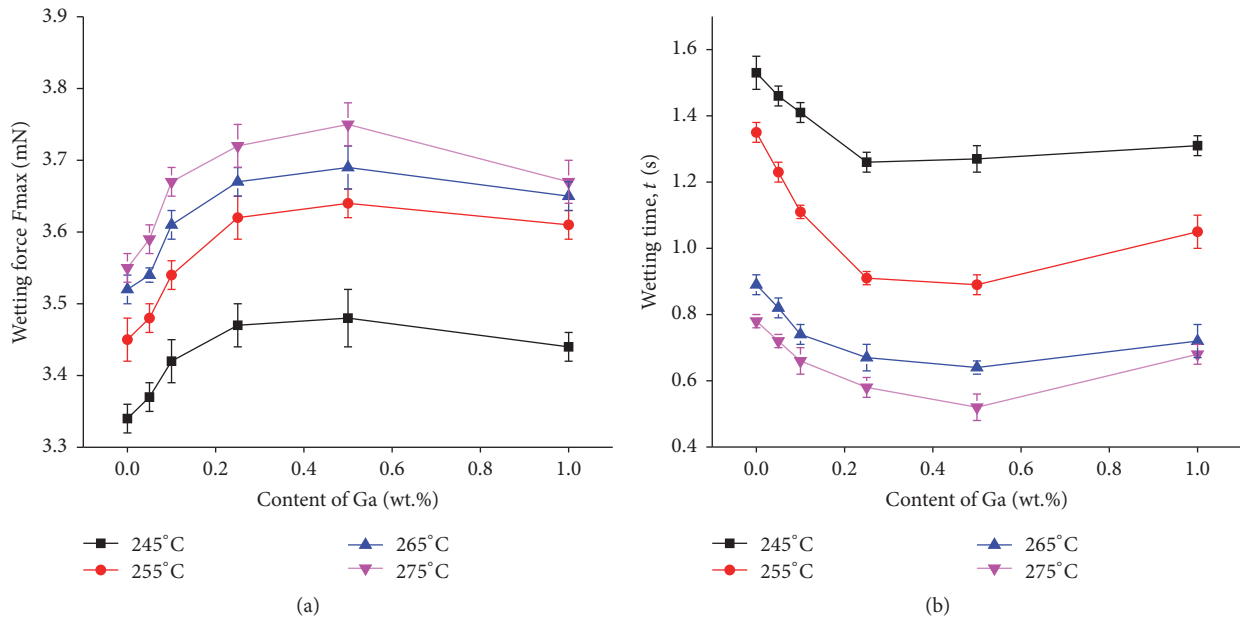 3.9
3.8
3.7
3.6
3.5
3.4
3.3
Wetting force Fmax (mN)
0.0 0.2 0.4 0.6 0.8 1.0
Content of Ga (wt.%)
245°C 265°C
255°C 275°C
(a)
1.6
1.4
1.2
1.0
0.8
0.6
0.4
Wetting time, t (s)
0.0 0.2 0.4 0.6 0.8 1.0
Content of Ga (wt.%)
245°C 265°C
255°C 275°C
(b)